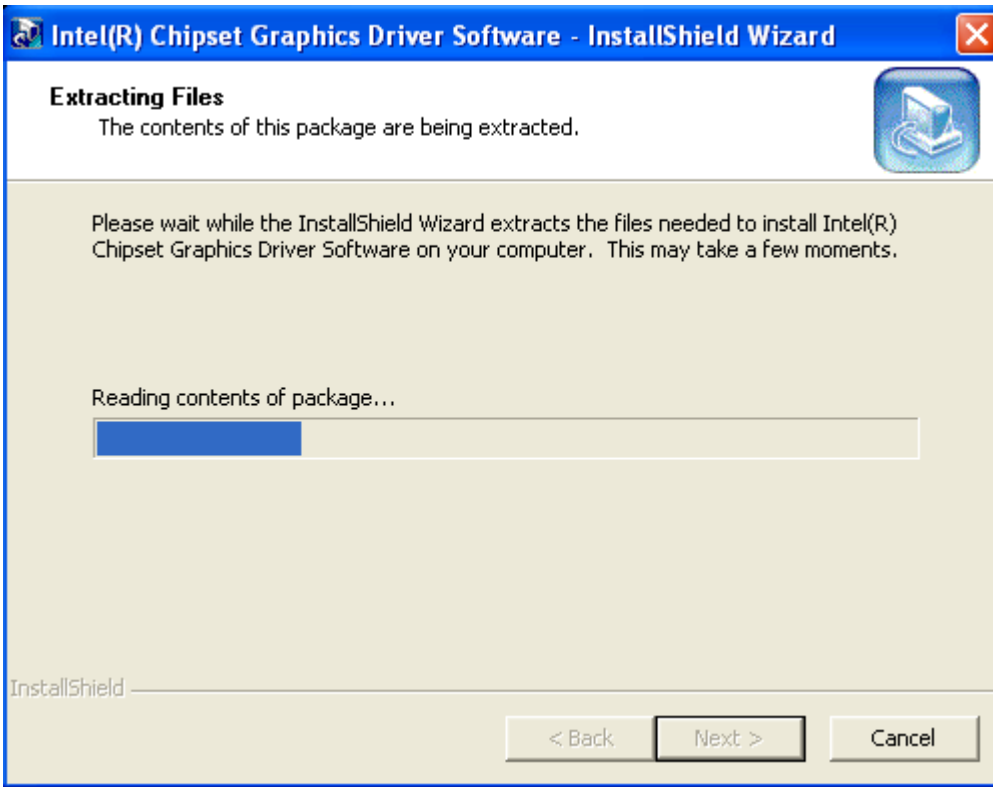 Intel(R) Chipset Graphics Driver Software - InstallShield Wizard
Extracting Files
The contents of this package are being extracted.
Please wait while the InstallShield Wizard extracts the files needed to install Intel(R)
Chipset Graphics Driver Software on your computer.  This may take a few moments.
Reading contents of package...
InstallShield
< Back
Next >
Cancel